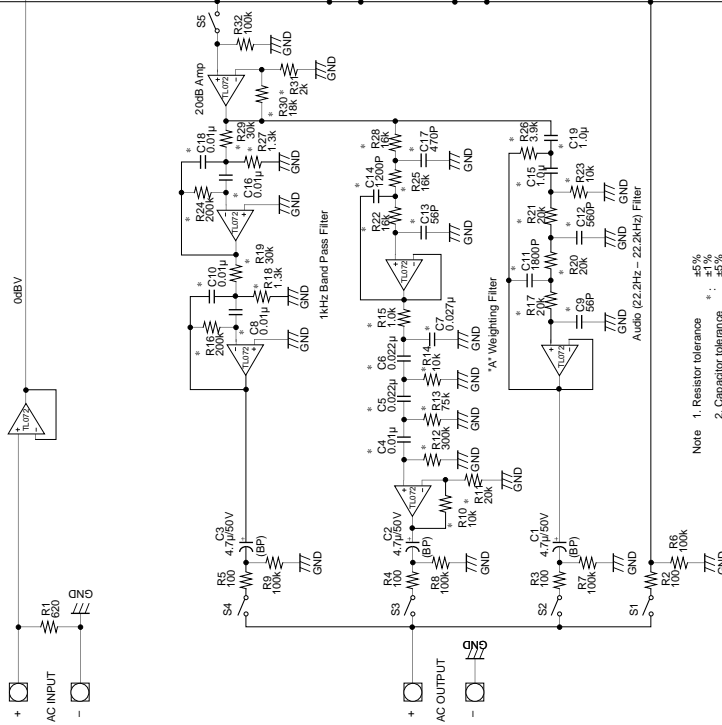 0dBV
TL072
+
AC INPUT
−
R1
620
GND
S5
R32
100k
GND
20dB Amp
TL072
R31
2k
GND
R30 *
18k
* C18
0.01µ
* R29
30k
* R27
1.3k
GND
C16
0.01µ
R24
200k
TL072
GND
1kHz Band Pass Filter
* C10
0.01µ
* R19
30k
* R18
1.3k
GND
C8
0.01µ
R16
200k
TL072
GND
C3
4.7µ/50V
(BP)
R5
100
R9
100k
GND
S4
* R28
16k
* C17
470P
GND
* C14
1200P
R25
16k
* R22
16k
* C13
56P
GND
TL072
"A" Weighting Filter
* R15
1.0k
C7
0.027µ
GND
C6
0.022µ
* R14
10k
GND
* C5
0.022µ
* R13
75k
GND
* C4
0.01µ
* R12
300k
GND
TL072
* R11
20k
GND
R10
10k
C2
4.7µ/50V
(BP)
R4
100
R8
100k
GND
S3
+
AC OUTPUT
−
GND
* R26
3.9k
* C19
1.0µ
* C15
1.0µ
* R23
10k
GND
* R21
20k
* C12
560P
GND
* C11
1800P
* R20
20k
* R17
20k
* C9
56P
GND
TL072
Audio (22.2Hz – 22.2kHz) Filter
C1
4.7µ/50V
(BP)
R3
100
R7
100k
GND
S2
S1
R2
100
R6
100k
GND
Note 1. Resistor tolerance ±5%
* : ±1%
2. Capacitor tolerance ±5%